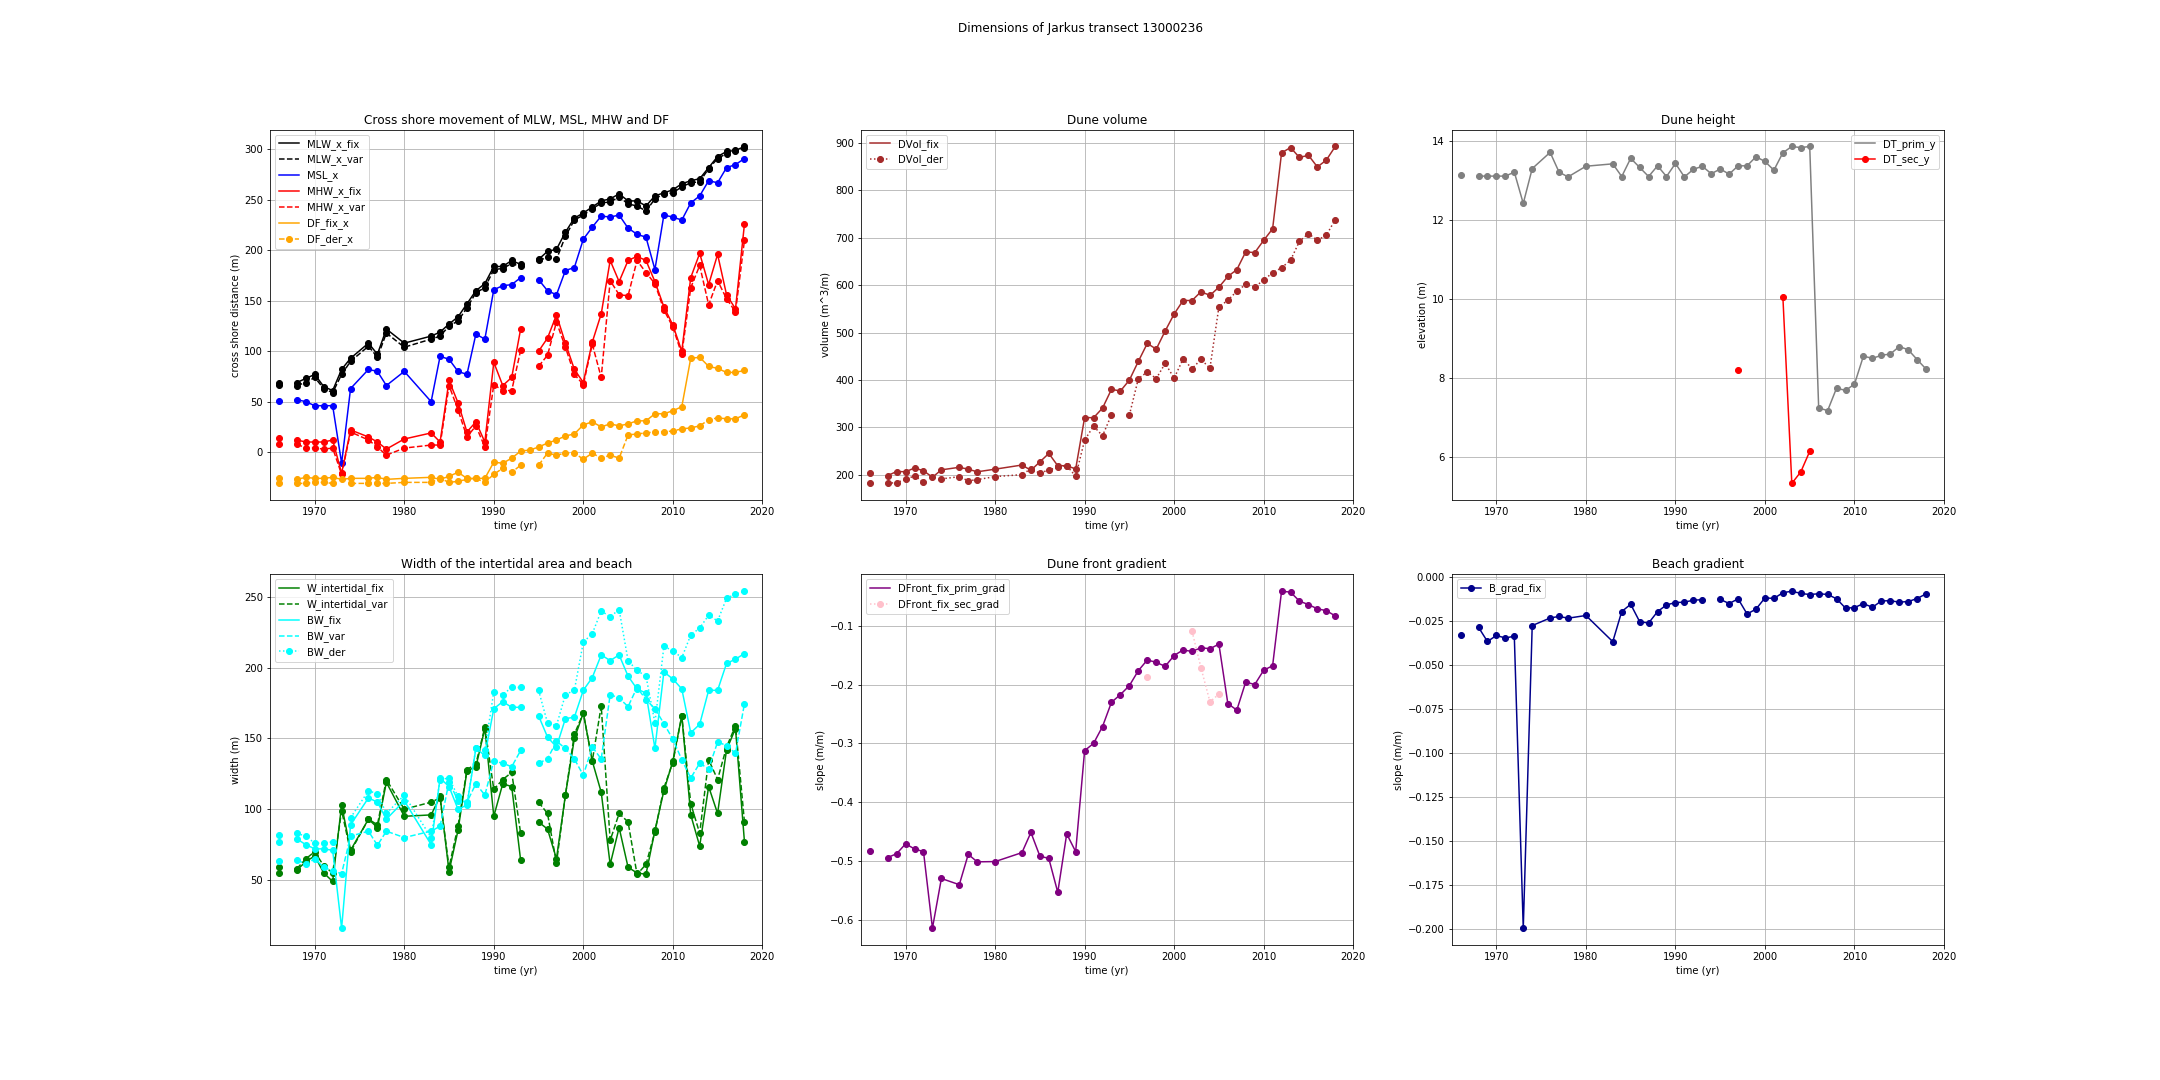 Dimensions of Jarkus transect 13000236
Cross shore movement of MLW, MSL, MHW and DF
MLW_x_fix
MLW_x_var
MSL_x
MHW_x_fix
MHW_x_var
DF_fix_x
DF_der_x
cross shore distance (m)
300
250
200
150
100
50
0
1970 1980 1990 2000 2010 2020
time (yr)
Dune volume
DVol_fix
DVol_der
volume (m^3/m)
900
800
700
600
500
400
300
200
1970 1980 1990 2000 2010 2020
time (yr)
Dune height
DT_prim_y
DT_sec_y
elevation (m)
14
12
10
8
6
1970 1980 1990 2000 2010 2020
time (yr)
Width of the intertidal area and beach
W_intertidal_fix
W_intertidal_var
BW_fix
BW_var
BW_der
width (m)
250
200
150
100
50
1970 1980 1990 2000 2010 2020
time (yr)
Dune front gradient
DFront_fix_prim_grad
DFront_fix_sec_grad
slope (m/m)
−0.1
−0.2
−0.3
−0.4
−0.5
−0.6
1970 1980 1990 2000 2010 2020
time (yr)
Beach gradient
B_grad_fix
slope (m/m)
0.000
−0.025
−0.050
−0.075
−0.100
−0.125
−0.150
−0.175
−0.200
1970 1980 1990 2000 2010 2020
time (yr)